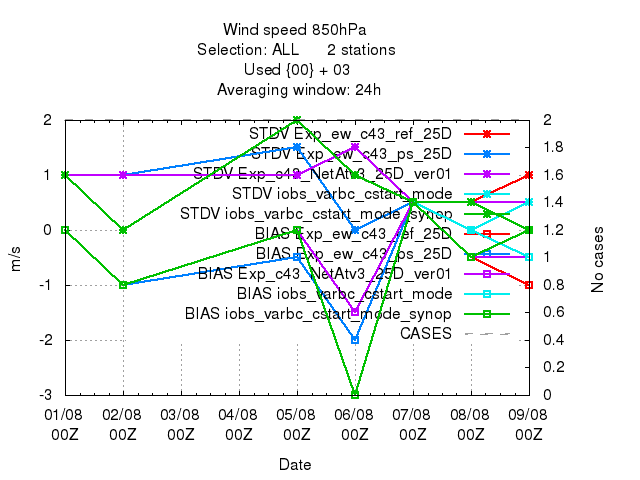 Wind speed 850hPa
Selection: ALL 2 stations
Used {00} + 03
Averaging window: 24h
2 2
STDV Exp_ew_c43_ref_25D
1.8
STDV Exp_ew_c43_ps_25D
1 1.6
STDV Exp_c43_NetAtv3_25D_ver01
STDV iobs_varbc_cstart_mode
1.4
STDV iobs_varbc_cstart_mode_synop
0 1.2
BIAS Exp_ew_c43_ref_25D
BIAS Exp_ew_c43_ps_25D
1
BIAS Exp_c43_NetAtv3_25D_ver01
-1 0.8
BIAS iobs_varbc_cstart_mode
BIAS iobs_varbc_cstart_mode_synop
0.6
CASES
-2 0.4
0.2
-3 0
m/s
No cases
01/08 02/08 03/08 04/08 05/08 06/08 07/08 08/08 09/08
00Z 00Z 00Z 00Z 00Z 00Z 00Z 00Z 00Z
Date